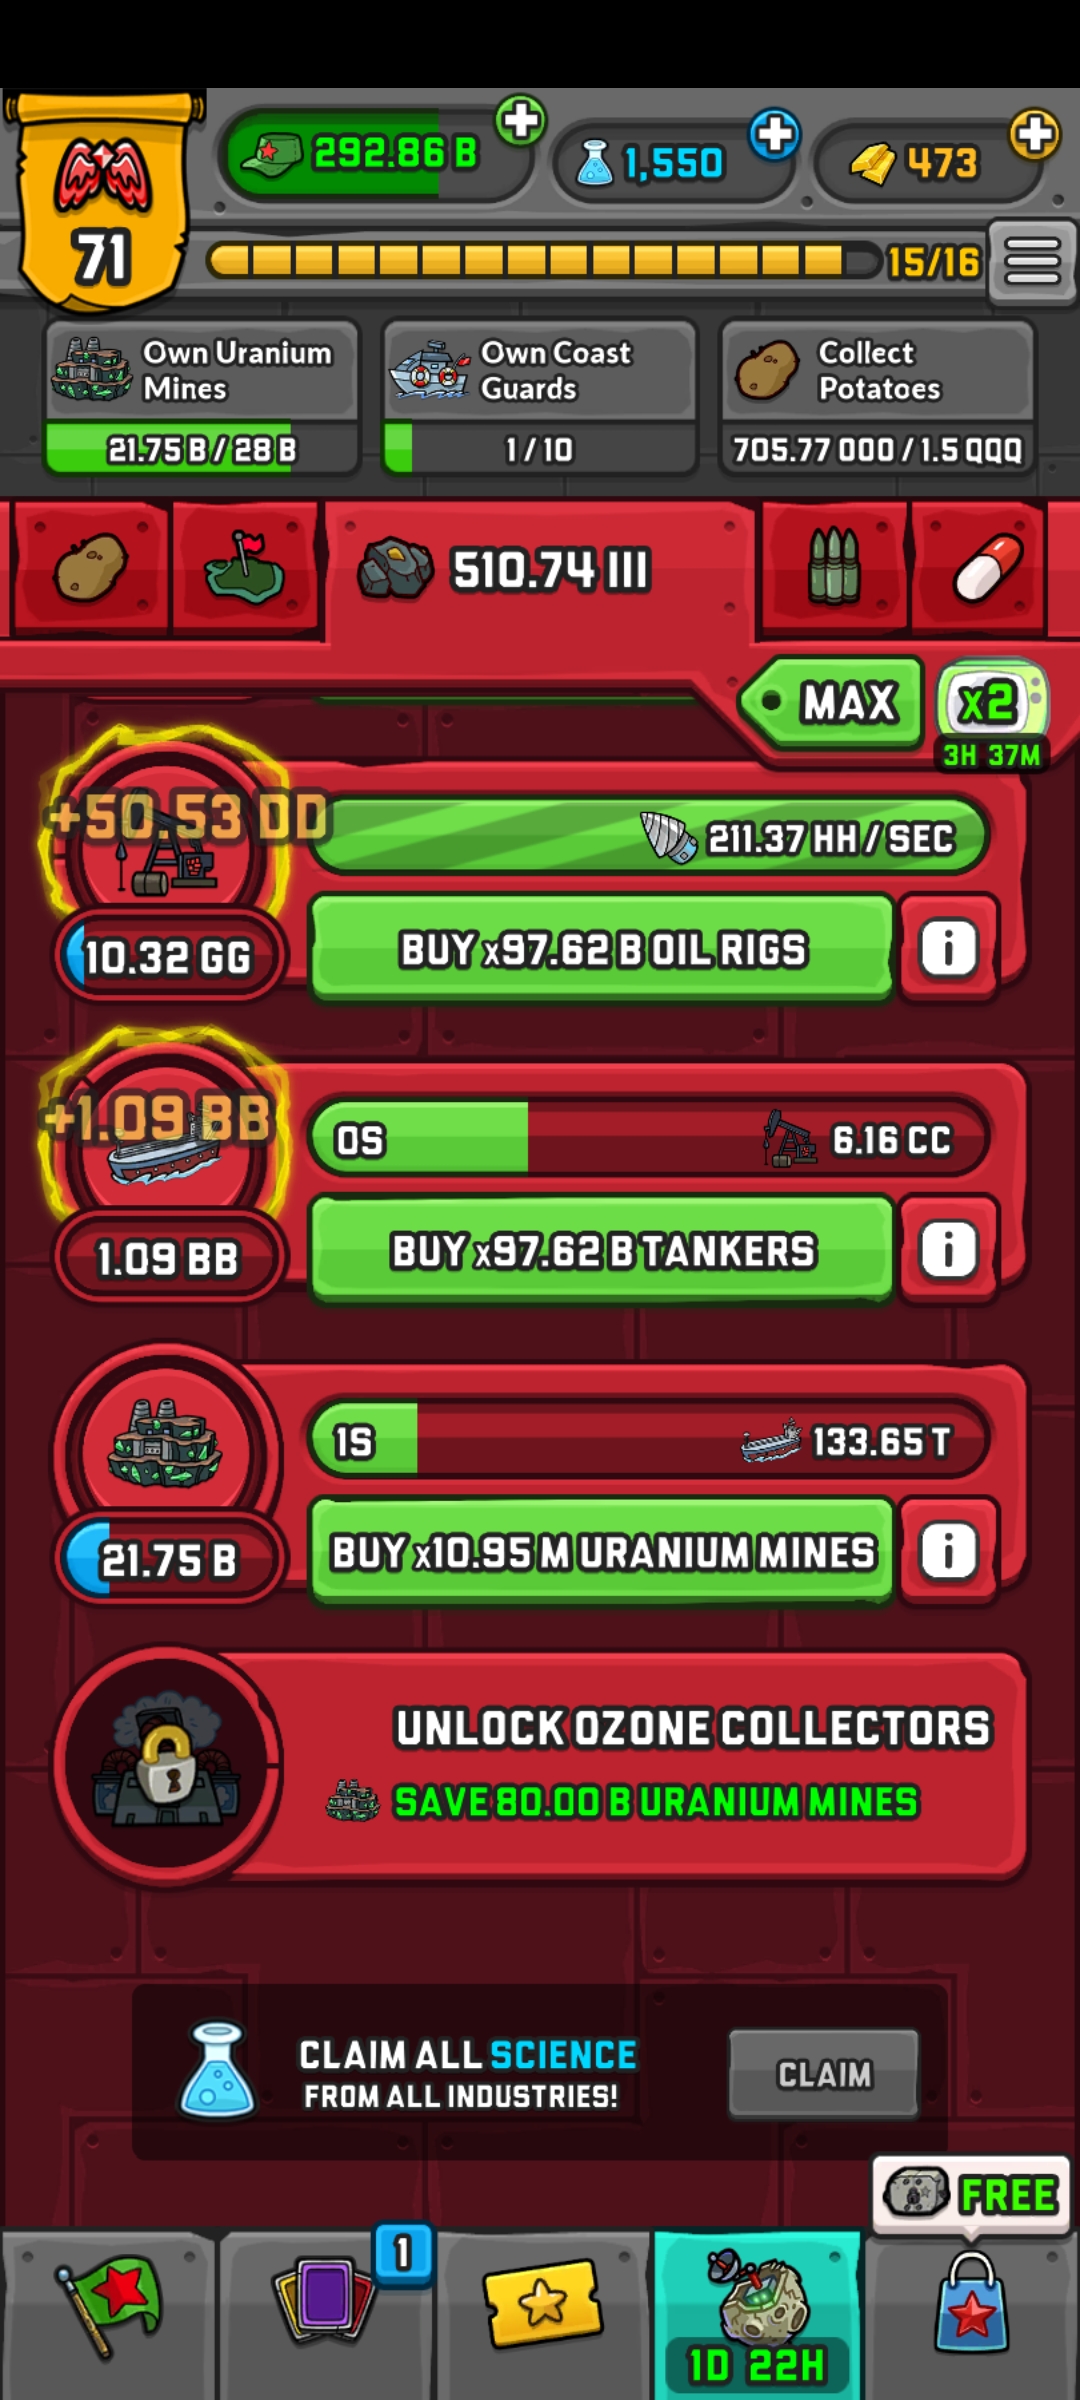 292.86 B
1,550
473
71
15/16
Own Uranium
Mines
21.75 B / 28 B
Own Coast
Guards
1 / 10
Collect
Potatoes
705.77 OOO / 1.5 QQQ
510.74 III
MAX
x2
3H 37M
+50.53 DD
211.37 HH / SEC
10.32 GG
BUY x97.62 B OIL RIGS
i
+1.09 BB
0S
6.16 CC
1.09 BB
BUY x97.62 B TANKERS
i
1S
133.65 T
21.75 B
BUY x10.95 M URANIUM MINES
i
UNLOCK OZONE COLLECTORS
SAVE 80.00 B URANIUM MINES
CLAIM ALL SCIENCE
FROM ALL INDUSTRIES!
CLAIM
FREE
1
1D 22H